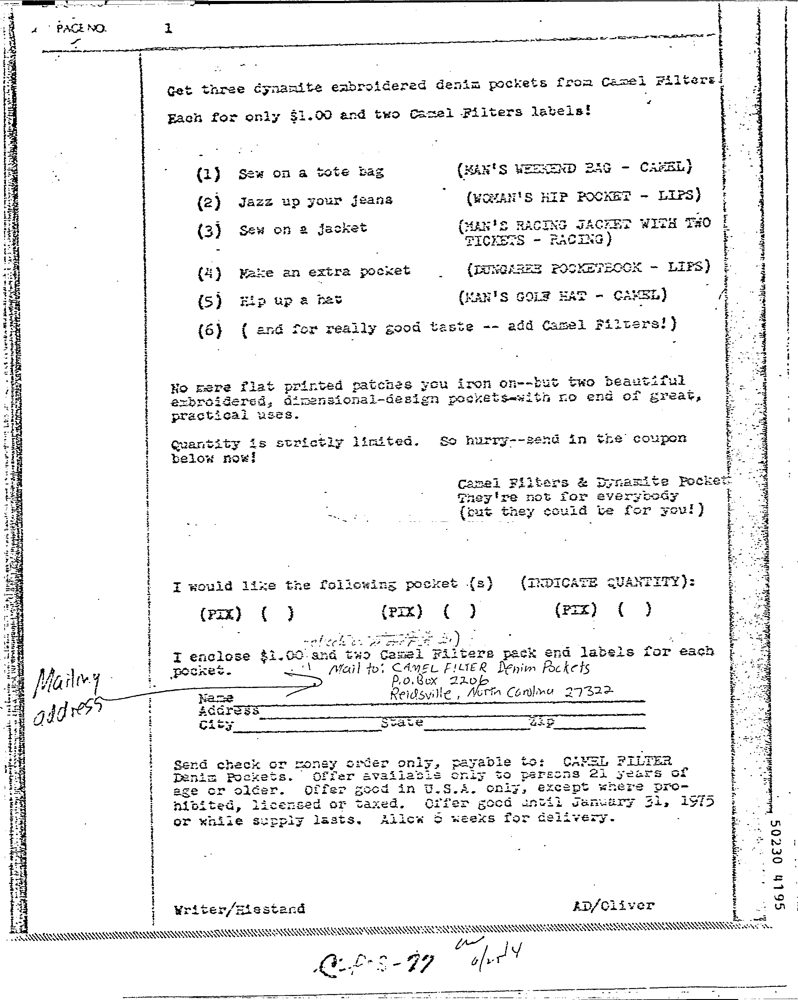 PAGE NO. 1
Get three dynamite embroidered denim pockets from Camel Filters
Each for only $1.00 and two Camel Filters labels!
(1) Sew on a tote bag (MAN'S WEEKEND BAG - CAMEL)
(2) Jazz up your jeans (WOMAN'S HIP POCKET - LIPS)
(3) Sew on a jacket (MAN'S RACING JACKET WITH TWO
TICKETS - RACING)
(4) Make an extra pocket (DUNGAREE POCKETBOOK - LIPS)
(5) Hip up a hat (MAN'S GOLF HAT - CAMEL)
(6) ( and for really good taste -- add Camel Filters!)
No mere flat printed patches you iron on--but two beautiful
embroidered, dimensional-design pockets-with no end of great,
practical uses.
Quantity is strictly limited. So hurry--send in the coupon
below now!
Camel Filters & Dynamite Pocket
They're not for everybody
(but they could be for you!)
I would like the following pocket (s) (INDICATE QUANTITY):
(PIX) ( ) (PIX) ( ) (PIX) ( )
I enclose $1.00 and two Camel Filters pack end labels for each
pocket. Mail to: CAMEL FILTER Denim Pockets
P.O. Box 2206
Reidsville, North Carolina 27322
Mailing
address
Name
Address
City State Zip
Send check or money order only, payable to: CAMEL FILTER
Denim Pockets. Offer available only to persons 21 years of
age or older. Offer good in U.S.A. only, except where pro-
hibited, licensed or taxed. Offer good until January 31, 1975
or while supply lasts. Allow 6 weeks for delivery.
Writer/Hiestand AD/Oliver
50230 4195